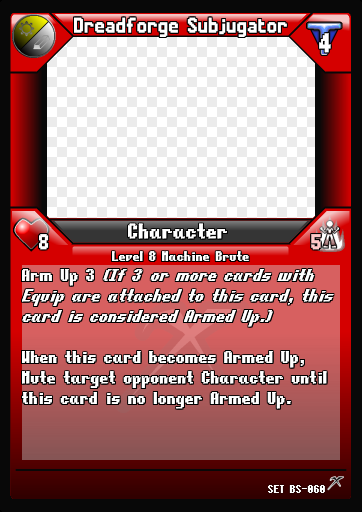 Dreadforge Subjugator
4
Character
8
5
Level 8 Machine Brute
Arm Up 3 (If 3 or more cards with
Equip are attached to this card, this
card is considered Armed Up.)
When this card becomes Armed Up,
Mute target opponent Character until
this card is no longer Armed Up.
SET BS-060